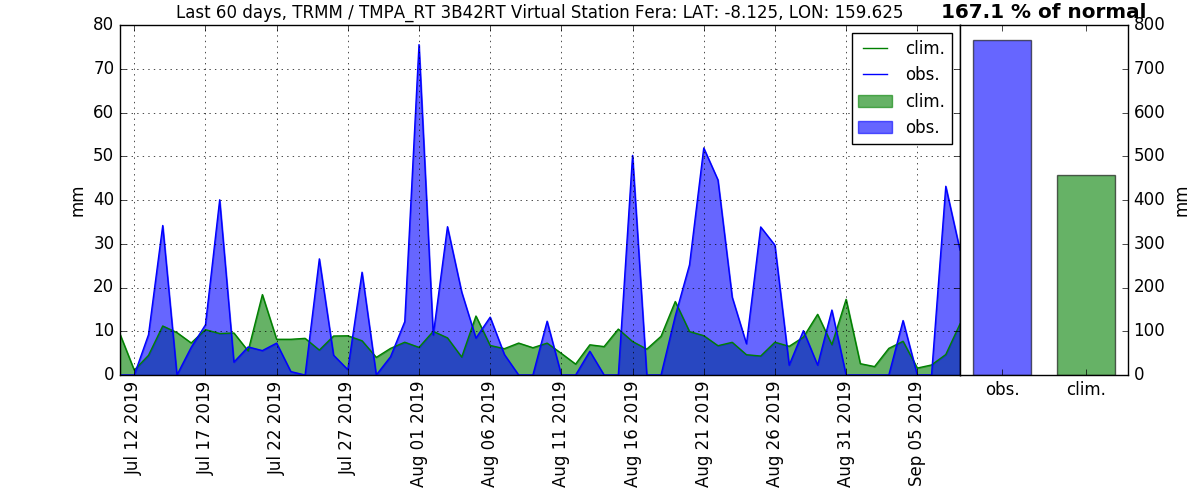 Last 60 days, TRMM / TMPA_RT 3B42RT Virtual Station Fera: LAT: -8.125, LON: 159.625
167.1 % of normal
80
70
60
50
40
30
20
10
0
mm
clim.
obs.
clim.
obs.
800
700
600
500
400
300
200
100
0
mm
obs.
clim.
Jul 12 2019
Jul 17 2019
Jul 22 2019
Jul 27 2019
Aug 01 2019
Aug 06 2019
Aug 11 2019
Aug 16 2019
Aug 21 2019
Aug 26 2019
Aug 31 2019
Sep 05 2019